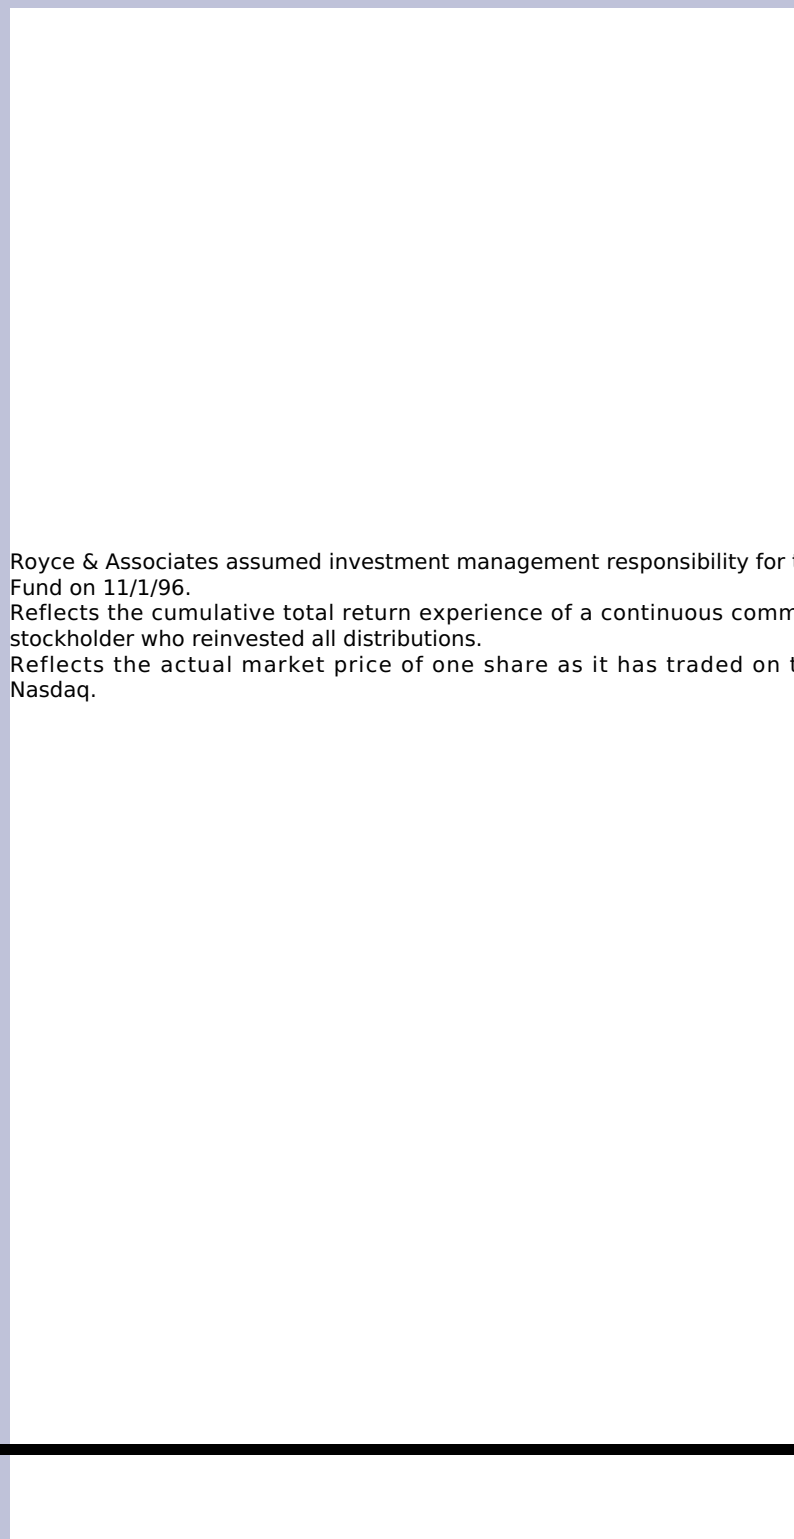 Royce & Associates assumed investment management responsibility for
Fund on 11/1/96.
Reflects the cumulative total return experience of a continuous
stockholder who reinvested all distributions.
Reflects the actual market price of one share as it has traded on
Nasdaq.